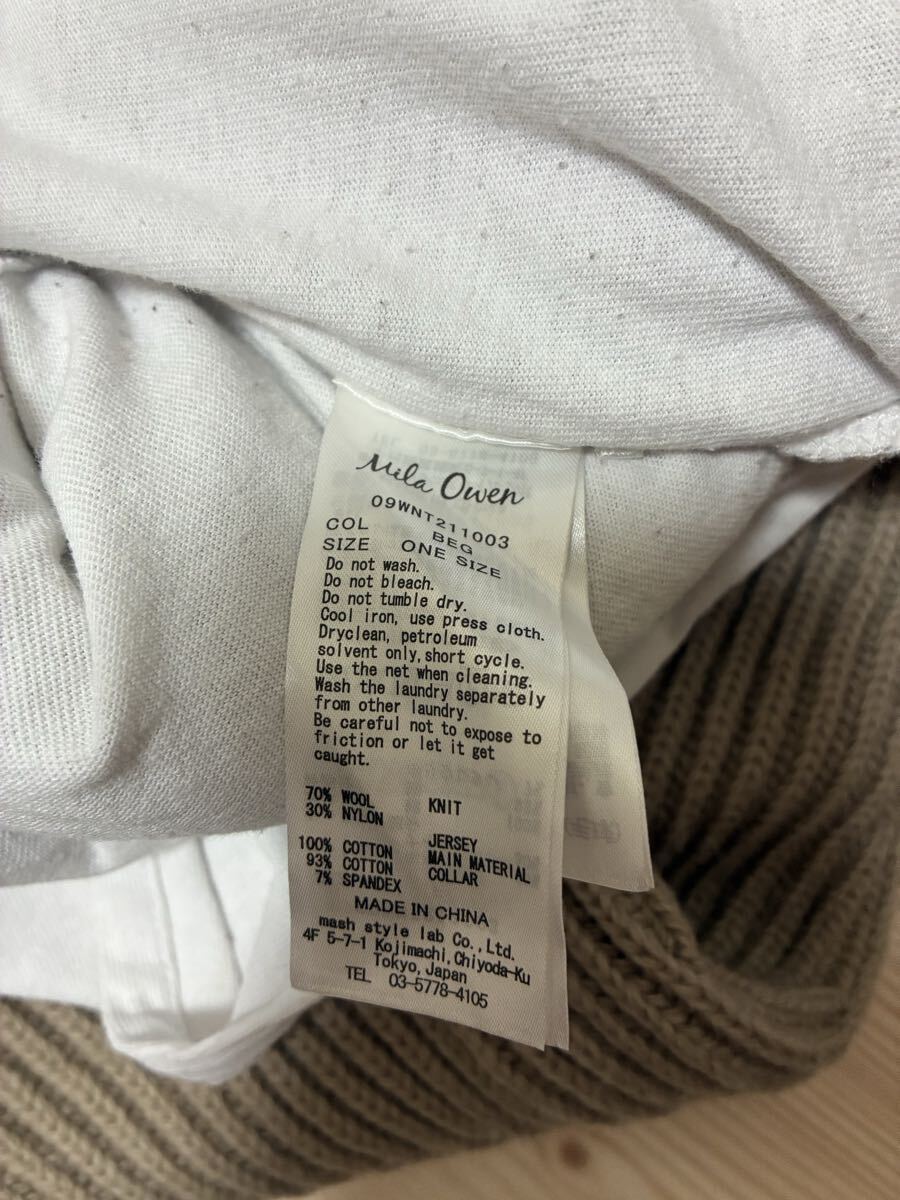 Mila Owen
09WNT211003
COL BEG
SIZE ONE SIZE
Do not wash.
Do not bleach.
Do not tumble dry.
Cool iron, use press cloth.
Dryclean, petroleum
solvent only,short cycle.
Use the net when cleaning.
Wash the laundry separately
from other laundry.
Be careful not to expose to
friction or let it get
caught.
70% WOOL KNIT
30% NYLON
100% COTTON JERSEY
93% COTTON MAIN MATERIAL
7% SPANDEX COLLAR
MADE IN CHINA
mash style lab Co.,Ltd.
4F 5-7-1 Kojimachi,Chiyoda-Ku
Tokyo,Japan
TEL 03-5778-4105